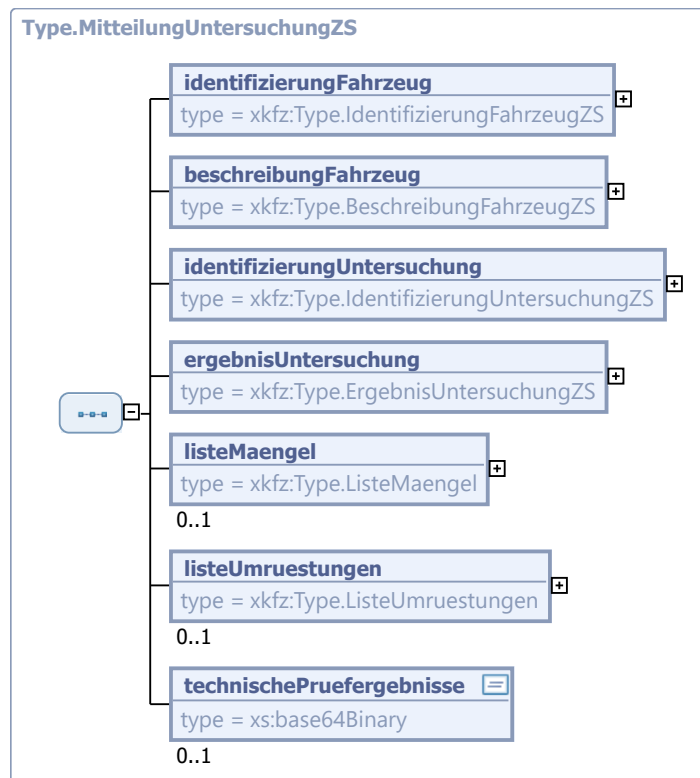 Type.MitteilungUntersuchungZS
identifizierungFahrzeug
type = xkfz:Type.IdentifizierungFahrzeugZS
beschreibungFahrzeug
type = xkfz:Type.BeschreibungFahrzeugZS
identifizierungUntersuchung
type = xkfz:Type.IdentifizierungUntersuchungZS
ergebnisUntersuchung
type = xkfz:Type.ErgebnisUntersuchungZS
listeMaengel
type = xkfz:Type.ListeMaengel
0..1
listeUmruestungen
type = xkfz:Type.ListeUmruestungen
0..1
technischePruefergebnisse
type = xs:base64Binary
0..1